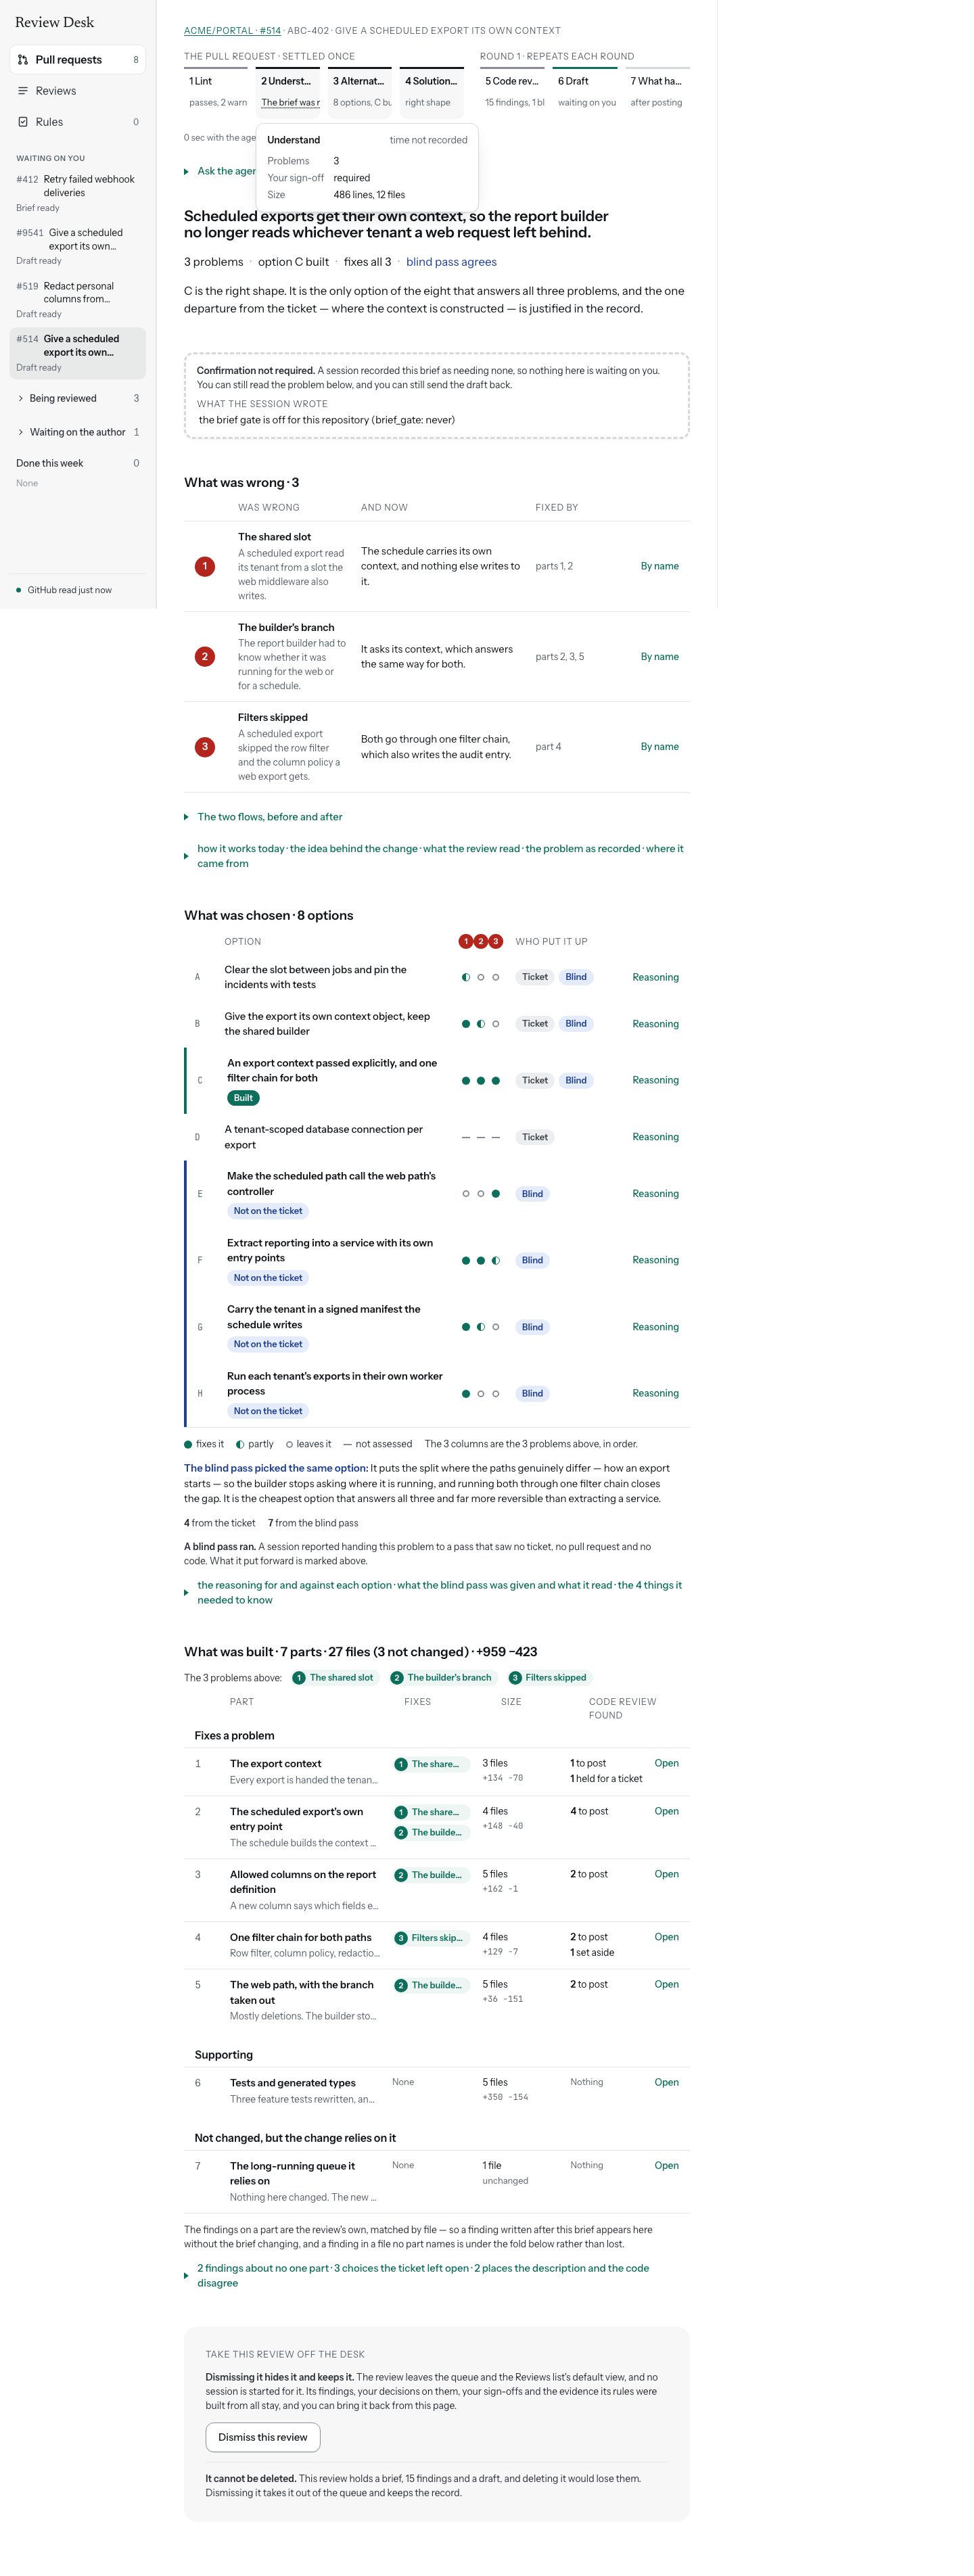 Review Desk
Pull requests 8
Reviews
Rules 0
WAITING ON YOU
#412 Retry failed webhook
deliveries
Brief ready
#9541 Give a scheduled
export its own…
Draft ready
#519 Redact personal
columns from…
Draft ready
#514 Give a scheduled
export its own…
Draft ready
Being reviewed 3
Waiting on the author 1
Done this week 0
None
GitHub read just now
ACME/PORTAL · #514 · ABC-402 · GIVE A SCHEDULED EXPORT ITS OWN CONTEXT
THE PULL REQUEST · SETTLED ONCE
ROUND 1 · REPEATS EACH ROUND
1 Lint
passes, 2 warn
2 Underst…
The brief was r
3 Alternat…
8 options, C bu
4 Solution…
right shape
5 Code rev…
15 findings, 1 bl
6 Draft
waiting on you
7 What ha…
after posting
0 sec with the age
Understand time not recorded
Problems 3
Your sign-off required
Size 486 lines, 12 files
Ask the ager
Scheduled exports get their own context, so the report builder
no longer reads whichever tenant a web request left behind.
3 problems · option C built · fixes all 3 · blind pass agrees
C is the right shape. It is the only option of the eight that answers all three problems, and the one
departure from the ticket — where the context is constructed — is justified in the record.
Confirmation not required. A session recorded this brief as needing none, so nothing here is waiting on you.
You can still read the problem below, and you can still send the draft back.
WHAT THE SESSION WROTE
the brief gate is off for this repository (brief_gate: never)
What was wrong · 3
WAS WRONG AND NOW FIXED BY
1
The shared slot
A scheduled export read
its tenant from a slot the
web middleware also
writes.
The schedule carries its own
context, and nothing else writes to
it.
parts 1, 2
By name
2
The builder's branch
The report builder had to
know whether it was
running for the web or
for a schedule.
It asks its context, which answers
the same way for both.
parts 2, 3, 5
By name
3
Filters skipped
A scheduled export
skipped the row filter
and the column policy a
web export gets.
Both go through one filter chain,
which also writes the audit entry.
part 4
By name
The two flows, before and after
how it works today · the idea behind the change · what the review read · the problem as recorded · where it
came from
What was chosen · 8 options
OPTION 1 2 3 WHO PUT IT UP
A Clear the slot between jobs and pin the
incidents with tests
Ticket Blind Reasoning
B Give the export its own context object, keep
the shared builder
Ticket Blind Reasoning
C An export context passed explicitly, and one
filter chain for both
Built
Ticket Blind Reasoning
D A tenant-scoped database connection per
export
Ticket Reasoning
E Make the scheduled path call the web path's
controller
Not on the ticket
Blind Reasoning
F Extract reporting into a service with its own
entry points
Not on the ticket
Blind Reasoning
G Carry the tenant in a signed manifest the
schedule writes
Not on the ticket
Blind Reasoning
H Run each tenant's exports in their own worker
process
Not on the ticket
Blind Reasoning
fixes it partly leaves it — not assessed The 3 columns are the 3 problems above, in order.
The blind pass picked the same option: It puts the split where the paths genuinely differ — how an export
starts — so the builder stops asking where it is running, and running both through one filter chain closes
the gap. It is the cheapest option that answers all three and far more reversible than extracting a service.
4 from the ticket 7 from the blind pass
A blind pass ran. A session reported handing this problem to a pass that saw no ticket, no pull request and no
code. What it put forward is marked above.
the reasoning for and against each option · what the blind pass was given and what it read · the 4 things it
needed to know
What was built · 7 parts · 27 files (3 not changed) · +959 −423
The 3 problems above: 1 The shared slot 2 The builder's branch 3 Filters skipped
PART FIXES SIZE CODE REVIEW
FOUND
Fixes a problem
1 The export context
Every export is handed the tenan…
1 The share…
3 files
+134 -70
1 to post
1 held for a ticket
Open
2 The scheduled export's own
entry point
The schedule builds the context …
1 The share…
2 The builde…
4 files
+148 -40
4 to post
Open
3 Allowed columns on the report
definition
A new column says which fields e…
2 The builde…
5 files
+162 -1
2 to post
Open
4 One filter chain for both paths
Row filter, column policy, redactio…
3 Filters skip…
4 files
+129 -7
2 to post
1 set aside
Open
5 The web path, with the branch
taken out
Mostly deletions. The builder sto…
2 The builde…
5 files
+36 -151
2 to post
Open
Supporting
6 Tests and generated types
Three feature tests rewritten, an…
None
5 files
+350 -154
Nothing
Open
Not changed, but the change relies on it
7 The long-running queue it
relies on
Nothing here changed. The new …
None
1 file
unchanged
Nothing
Open
The findings on a part are the review's own, matched by file — so a finding written after this brief appears here
without the brief changing, and a finding in a file no part names is under the fold below rather than lost.
2 findings about no one part · 3 choices the ticket left open · 2 places the description and the code
disagree
TAKE THIS REVIEW OFF THE DESK
Dismissing it hides it and keeps it. The review leaves the queue and the Reviews list's default view, and no
session is started for it. Its findings, your decisions on them, your sign-offs and the evidence its rules were
built from all stay, and you can bring it back from this page.
Dismiss this review
It cannot be deleted. This review holds a brief, 15 findings and a draft, and deleting it would lose them.
Dismissing it takes it out of the queue and keeps the record.